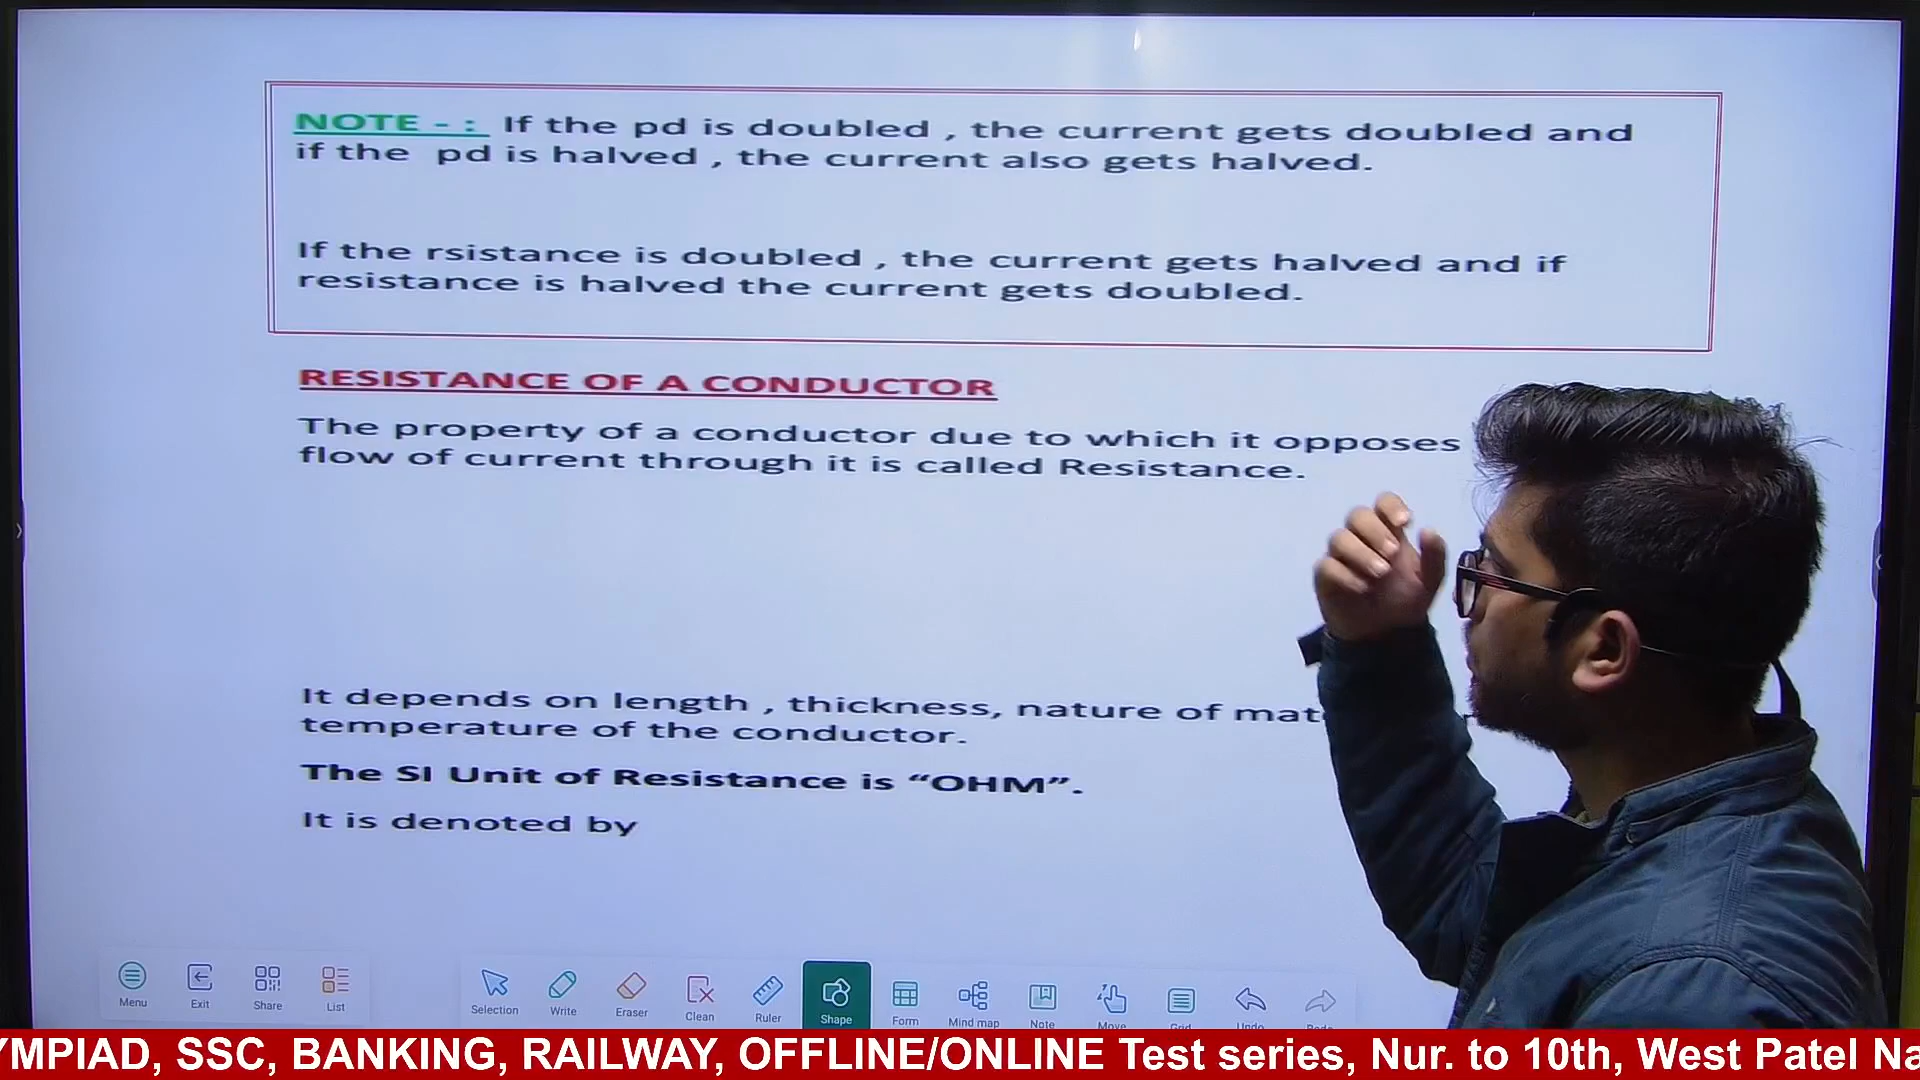 NOTE - : If the pd is doubled , the current gets doubled and
if the pd is halved , the current also gets halved.
If the rsistance is doubled , the current gets halved and if
resistance is halved the current gets doubled.
RESISTANCE OF A CONDUCTOR
The property of a conductor due to which it opposes
flow of current through it is called Resistance.
It depends on length , thickness, nature of mat
temperature of the conductor.
The SI Unit of Resistance is “OHM”.
It is denoted by
Menu Exit Share List Selection Write Eraser Clean Ruler Shape Form Mind map Note Move Grid Undo Redo
YMPIAD, SSC, BANKING, RAILWAY, OFFLINE/ONLINE Test series, Nur. to 10th, West Patel Na